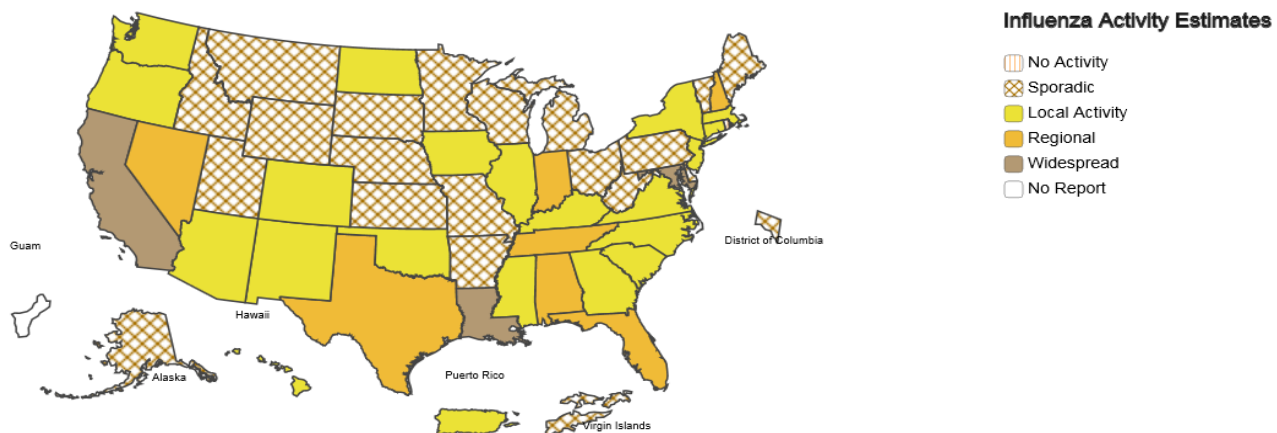 Influenza Activity Estimates
No Activity
Sporadic
Local Activity
Regional
Widespread
No Report
Guam
District of Columbia
Hawaii
Alaska
Puerto Rico
Virgin Islands